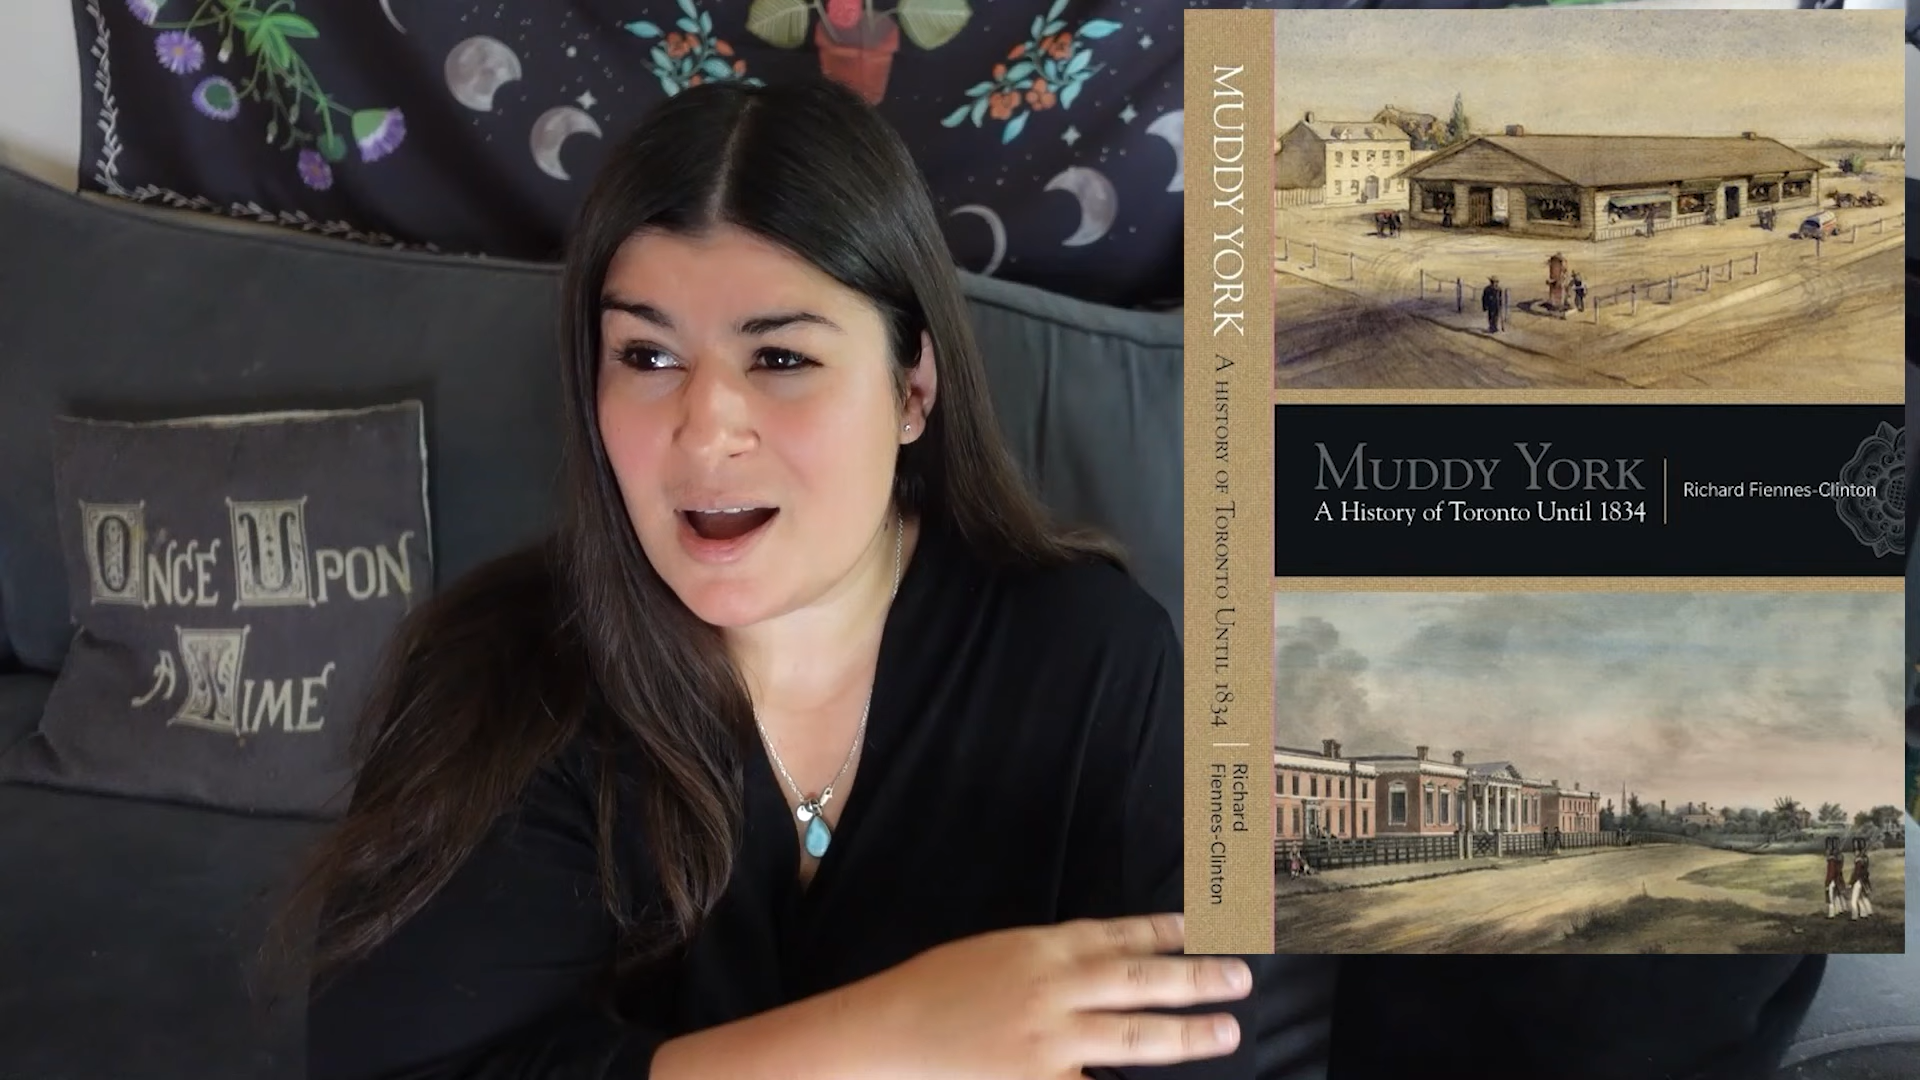 Once Upon
A Time
MUDDY YORK A HISTORY OF TORONTO UNTIL 1834 | Richard Fiennes-Clinton
MUDDY YORK
A History of Toronto Until 1834
Richard Fiennes-Clinton